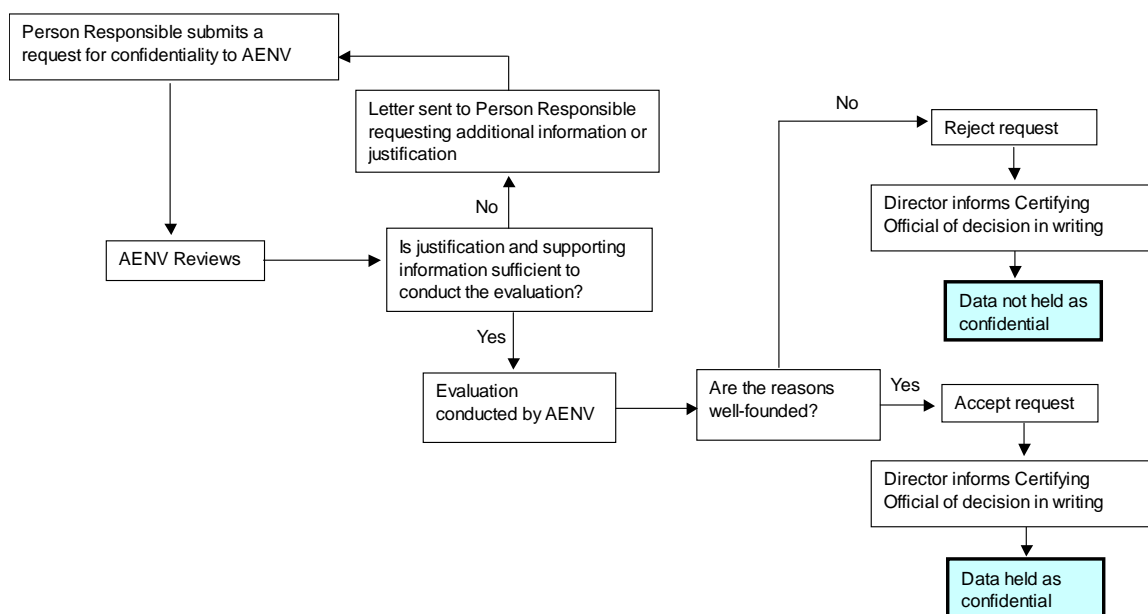 Person Responsible submits a
request for confidentiality to AENV
Letter sent to Person Responsible
requesting additional information or
justification
No
AENV Reviews
Is justification and supporting
information sufficient to
conduct the evaluation?
Yes
Evaluation
conducted by AENV
Are the reasons
well-founded?
No
Reject request
Director informs Certifying
Official of decision in writing
Data not held as
confidential
Yes
Accept request
Director informs Certifying
Official of decision in writing
Data held as
confidential